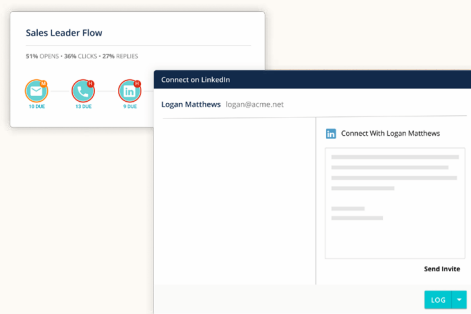 Sales Leader Flow
51% OPENS • 36% CLICKS • 27% REPLIES
10 DUE
13 DUE
9 DUE
Connect on LinkedIn
Logan Matthews logan@acme.net
in Connect With Logan Matthews
Send Invite
LOG